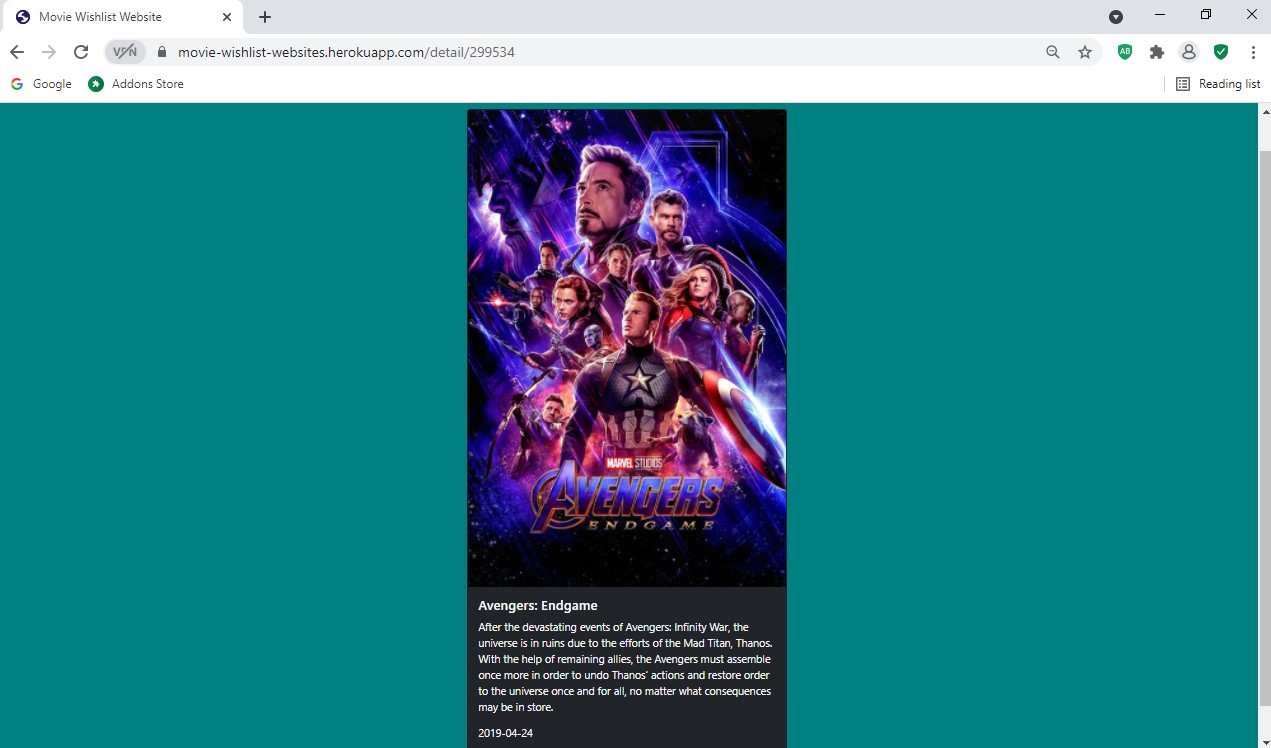 Movie Wishlist Website
VPN
movie-wishlist-websites.herokuapp.com/detail/299534
AB
Google
Addons Store
Reading list
MARVEL STUDIOS
AVENGERS
ENDGAME
Avengers: Endgame
After the devastating events of Avengers: Infinity War, the
universe is in ruins due to the efforts of the Mad Titan, Thanos.
With the help of remaining allies, the Avengers must assemble
once more in order to undo Thanos' actions and restore order
to the universe once and for all, no matter what consequences
may be in store.
2019-04-24